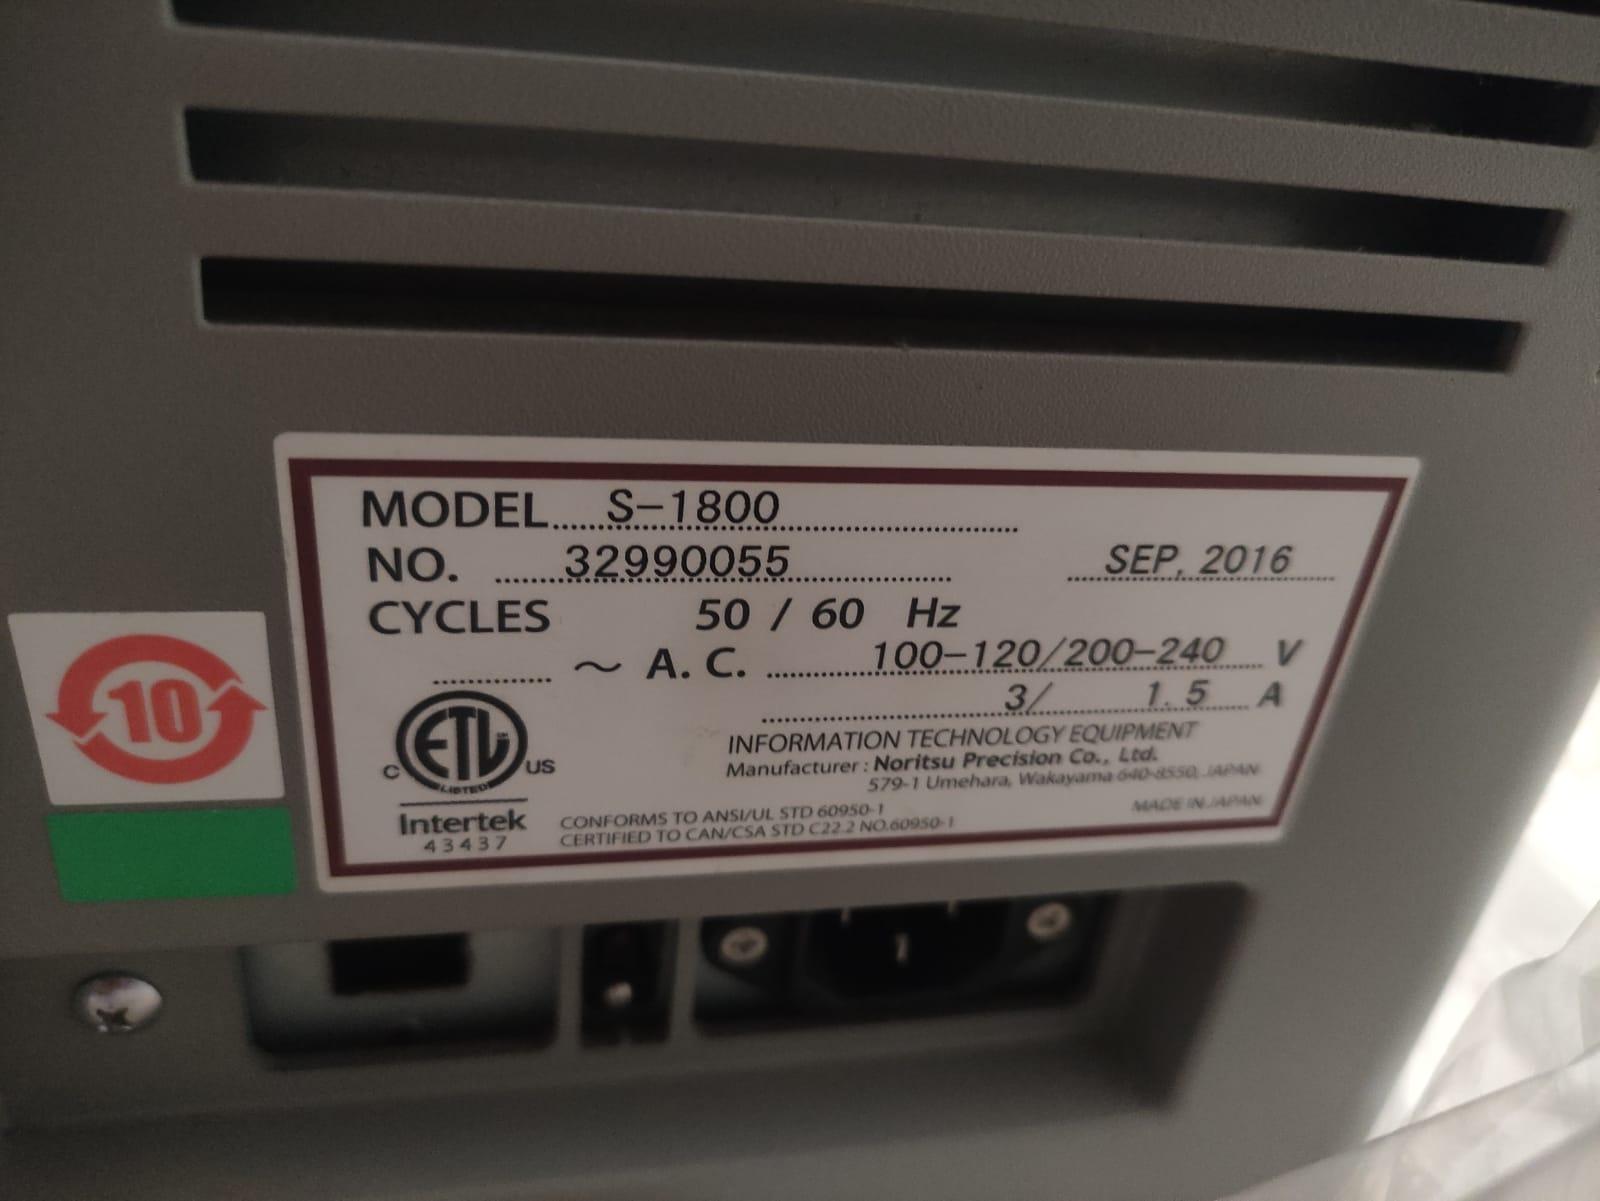 MODEL S-1800
NO. 32990055 SEP, 2016
CYCLES 50 / 60 Hz
～ A. C. 100-120/200-240 V
3/ 1. 5 A
INFORMATION TECHNOLOGY EQUIPMENT
Manufacturer : Noritsu Precision Co., Ltd.
579-1 Umehara, Wakayama 640-8550, JAPAN
MADE IN JAPAN
C ETL US
LISTED
Intertek
43437
CONFORMS TO ANSI/UL STD 60950-1
CERTIFIED TO CAN/CSA STD C22.2 NO.60950-1
10